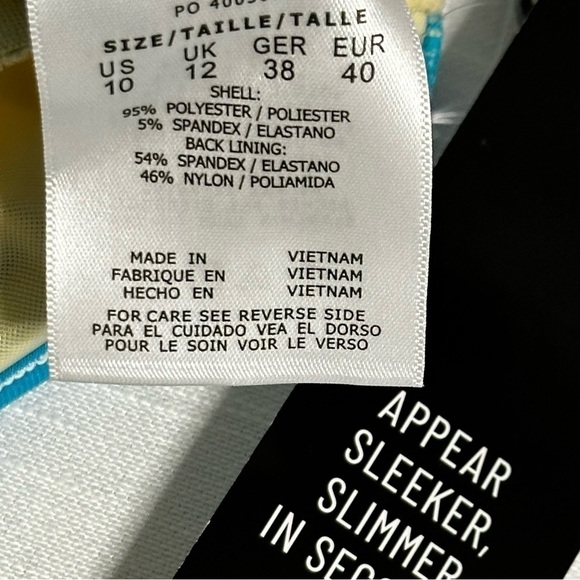 PO
SIZE/TAILLE/TALLE
US UK GER EUR
10 12 38 40
SHELL:
95% POLYESTER / POLIESTER
5% SPANDEX / ELASTANO
BACK LINING:
54% SPANDEX / ELASTANO
46% NYLON / POLIAMIDA
MADE IN VIETNAM
FABRIQUE EN VIETNAM
HECHO EN VIETNAM
FOR CARE SEE REVERSE SIDE
PARA EL CUIDADO VEA EL DORSO
POUR LE SOIN VOIR LE VERSO
APPEAR
SLEEKER,
SLIMMER
IN